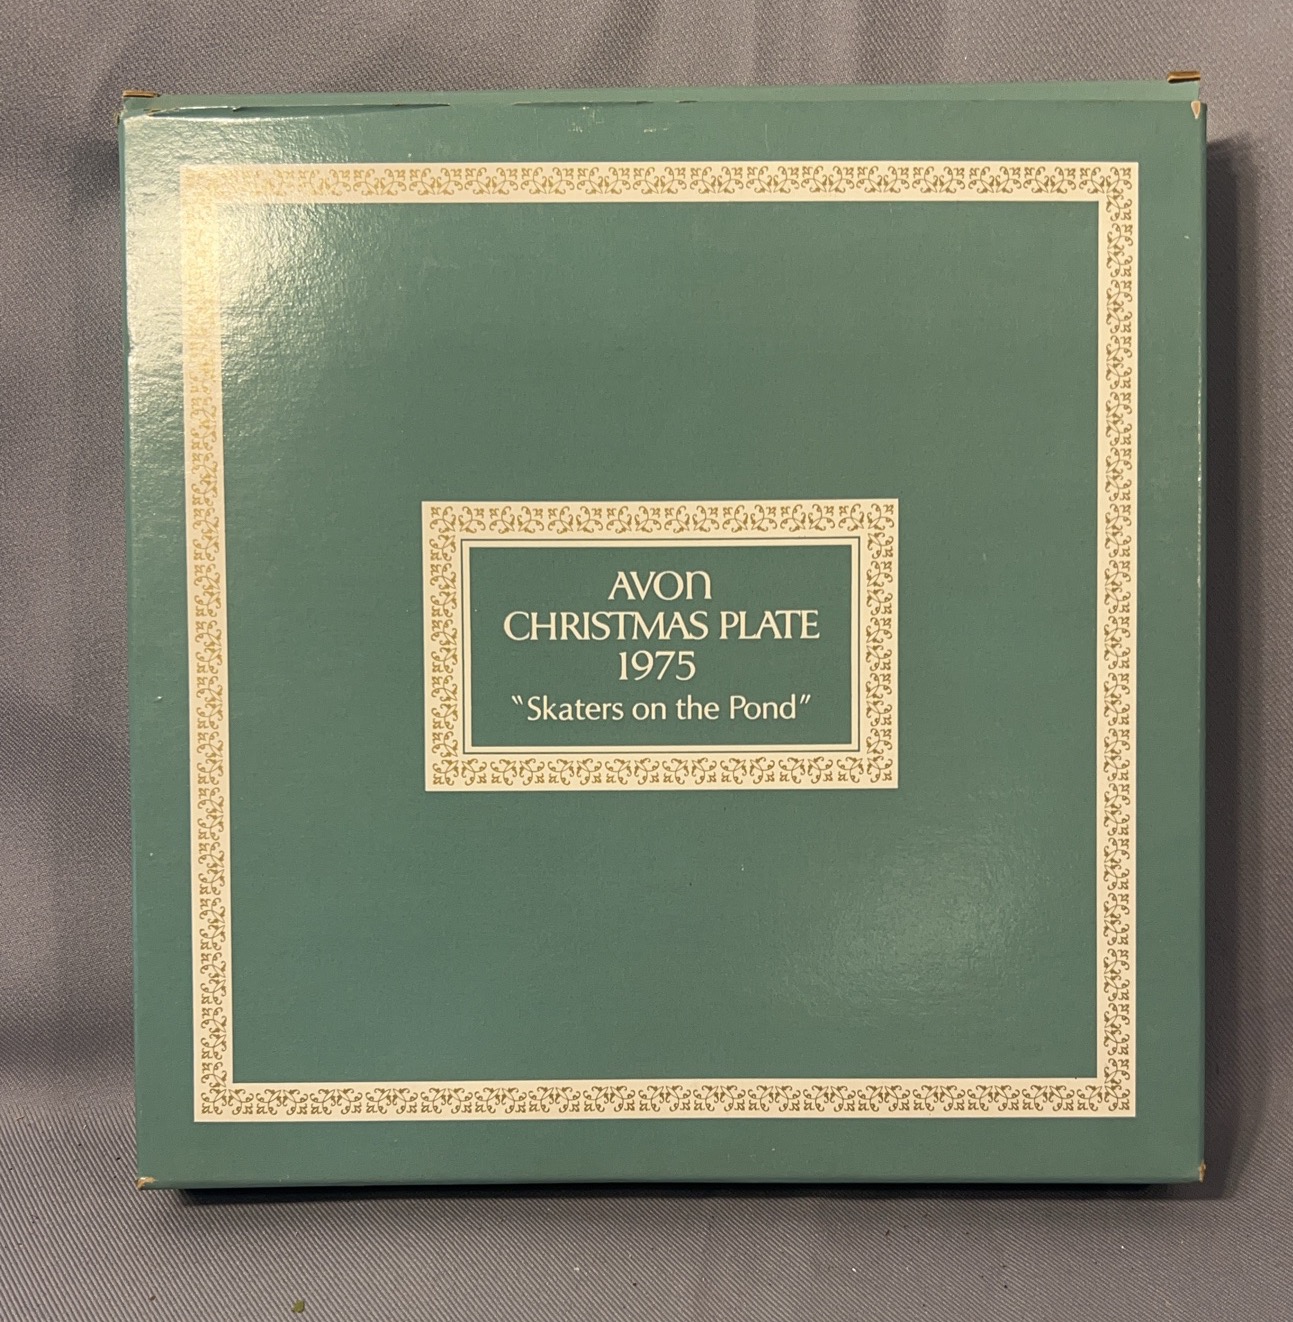 AVON
CHRISTMAS PLATE
1975
"Skaters on the Pond"